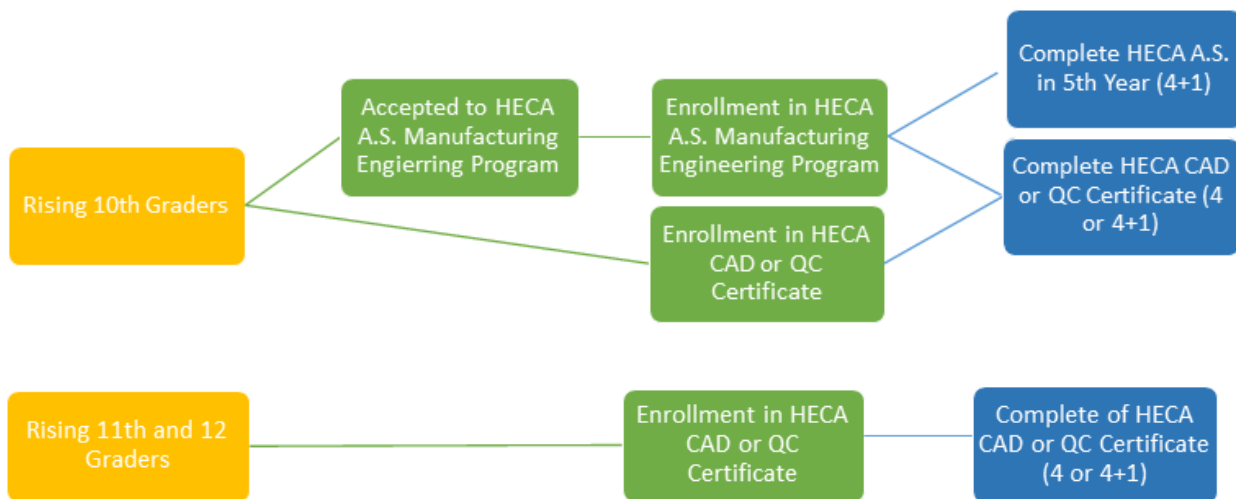 Rising 10th Graders
Accepted to HECA
A.S. Manufacturing
Engierring Program
Enrollment in HECA
A.S. Manufacturing
Engineering Program
Enrollment in HECA
CAD or QC
Certificate
Complete HECA A.S.
in 5th Year (4+1)
Complete HECA CAD
or QC Certificate (4
or 4+1)
Rising 11th and 12
Graders
Enrollment in HECA
CAD or QC
Certificate
Complete of HECA
CAD or QC Certificate
(4 or 4+1)